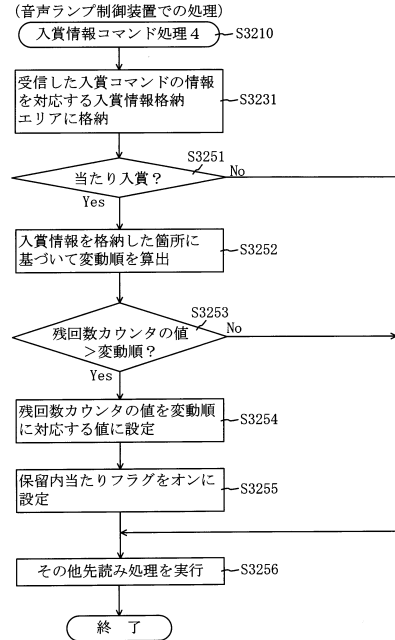 (音声ランプ制御装置での処理)
入賞情報コマンド処理4
S3210
受信した入賞コマンドの情報
を対応する入賞情報格納
エリアに格納
S3231
S3251
当たり入賞?
No
Yes
入賞情報を格納した箇所に
基づいて変動順を算出
S3252
S3253
残回数カウンタの値
>変動順?
No
Yes
残回数カウンタの値を変動順
に対応する値に設定
S3254
保留内当たりフラグをオンに
設定
S3255
その他先読み処理を実行
S3256
終 了